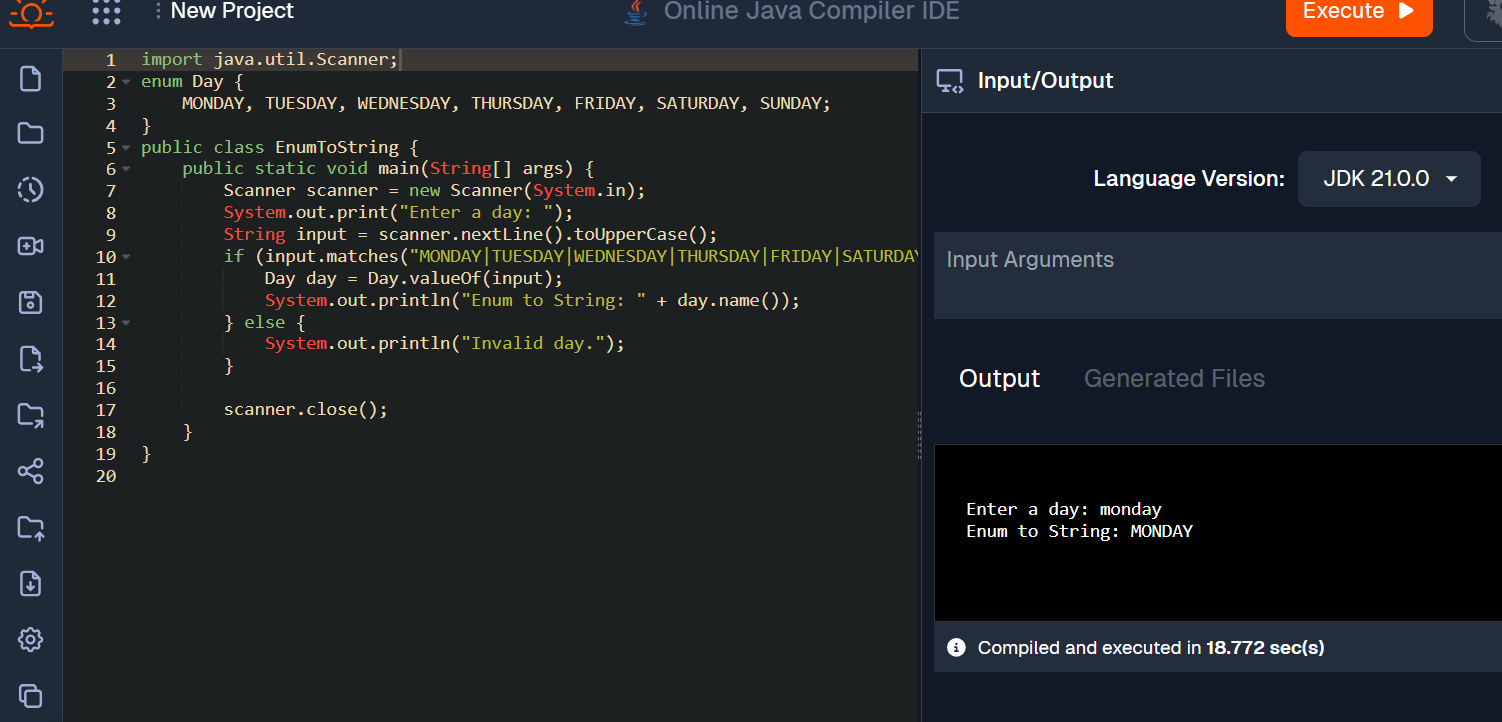 New Project
Online Java Compiler IDE
Execute
1 import java.util.Scanner;
2 enum Day {
3     MONDAY, TUESDAY, WEDNESDAY, THURSDAY, FRIDAY, SATURDAY, SUNDAY;
4 }
5 public class EnumToString {
6     public static void main(String[] args) {
7         Scanner scanner = new Scanner(System.in);
8         System.out.print("Enter a day: ");
9         String input = scanner.nextLine().toUpperCase();
10         if (input.matches("MONDAY|TUESDAY|WEDNESDAY|THURSDAY|FRIDAY|SATURDAY
11             Day day = Day.valueOf(input);
12             System.out.println("Enum to String: " + day.name());
13         } else {
14             System.out.println("Invalid day.");
15         }
16
17         scanner.close();
18     }
19 }
20
Input/Output
Language Version:
JDK 21.0.0
Input Arguments
Output
Generated Files
Enter a day: monday
Enum to String: MONDAY
Compiled and executed in 18.772 sec(s)